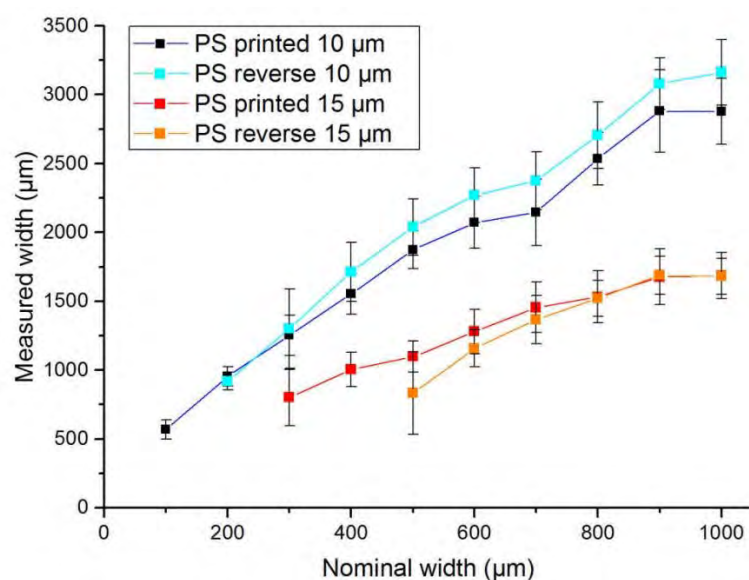 PS printed 10 µm
PS reverse 10 µm
PS printed 15 µm
PS reverse 15 µm
Measured width (µm)
3500
3000
2500
2000
1500
1000
500
0
0 200 400 600 800 1000
Nominal width (µm)